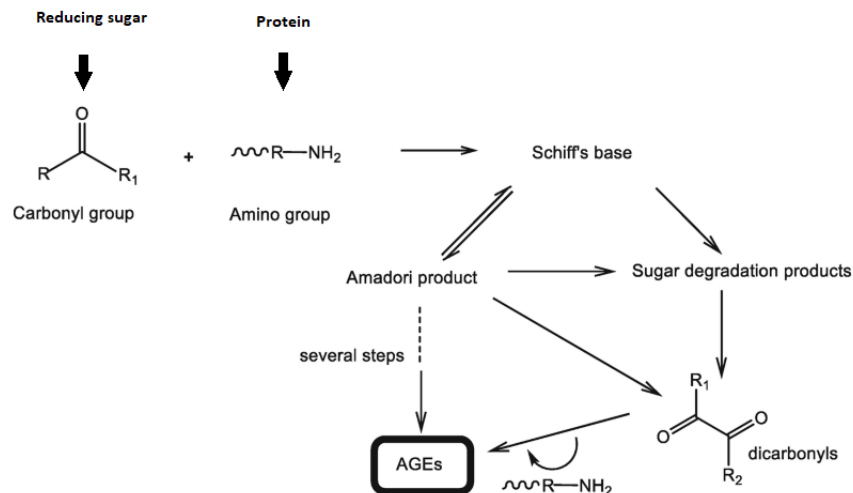 Reducing sugar
Protein
O
R
R1
+
R—NH2
Carbonyl group
Amino group
Schiff's base
Amadori product
Sugar degradation products
several steps
R1
O
O
R2
dicarbonyls
AGEs
R—NH2